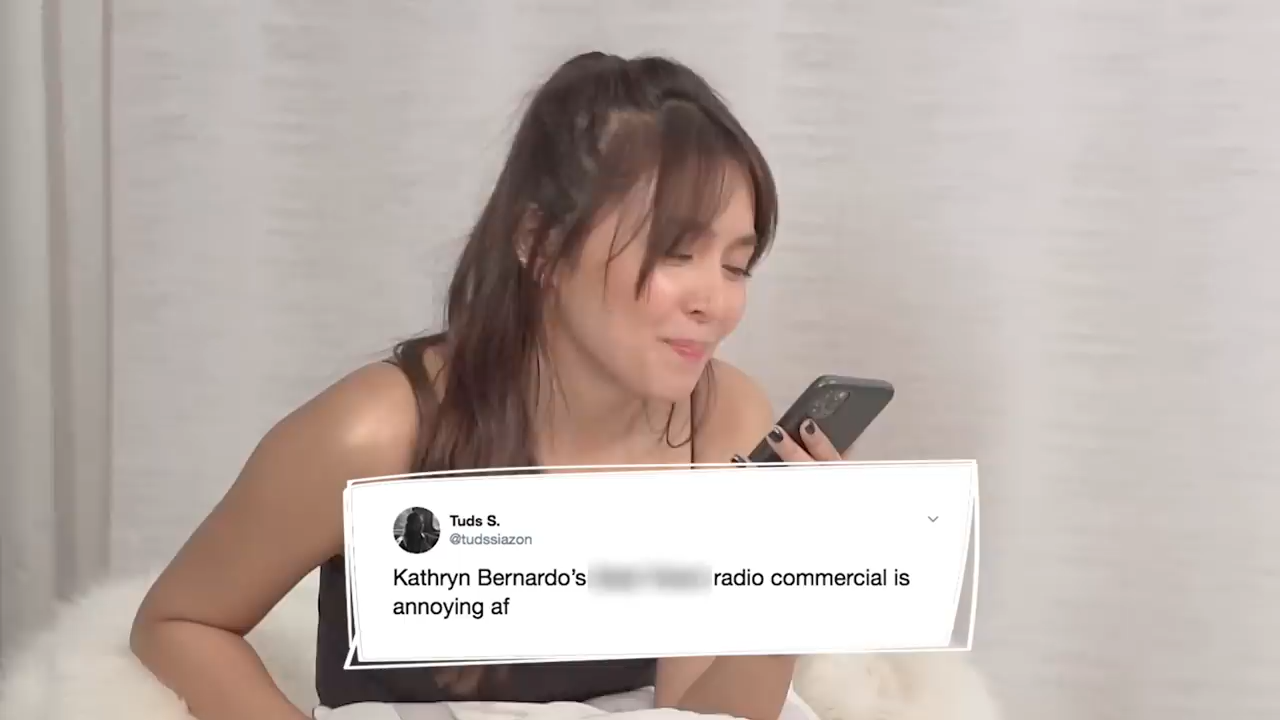 Tuds S.
@tudssiazon
Kathryn Bernardo's radio commercial is
annoying af